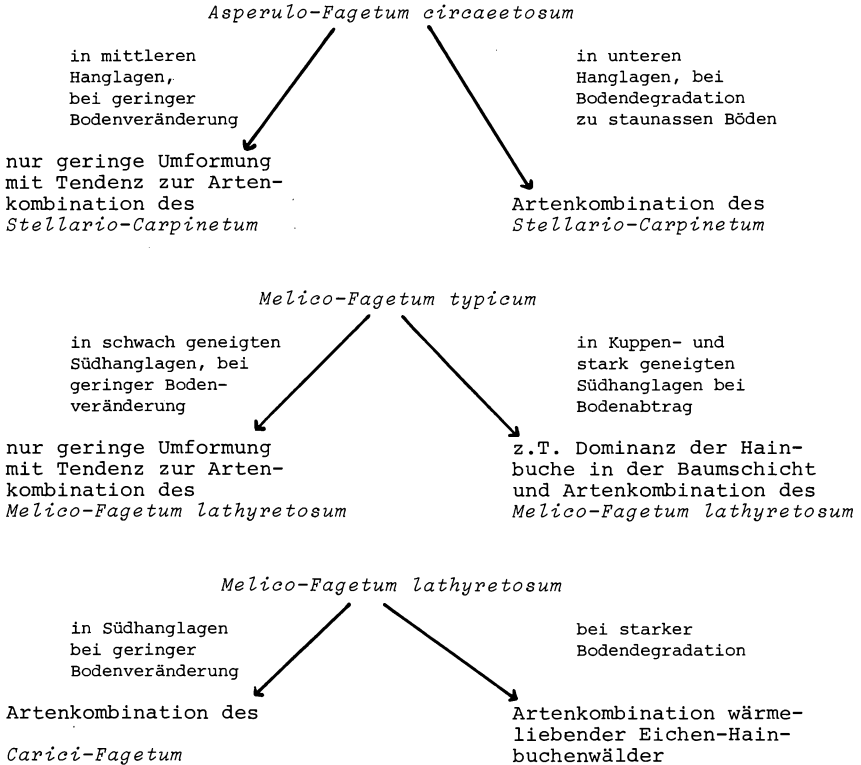 Asperulo-Fagetum circaeetosum
in mittleren
Hanglagen,
bei geringer
Bodenveränderung
in unteren
Hanglagen, bei
Bodendegradation
zu staunassen Böden
nur geringe Umformung
mit Tendenz zur Arten-
kombination des
Stellario-Carpinetum
Artenkombination des
Stellario-Carpinetum
Melico-Fagetum typicum
in schwach geneigten
Südhanglagen, bei
geringer Boden-
veränderung
in Kuppen- und
stark geneigten
Südhanglagen bei
Bodenabtrag
nur geringe Umformung
mit Tendenz zur Arten-
kombination des
Melico-Fagetum lathyretosum
z.T. Dominanz der Hain-
buche in der Baumschicht
und Artenkombination des
Melico-Fagetum lathyretosum
Melico-Fagetum lathyretosum
in Südhanglagen
bei geringer
Bodenveränderung
bei starker
Bodendegradation
Artenkombination des
Carici-Fagetum
Artenkombination wärme-
liebender Eichen-Hain-
buchenwälder